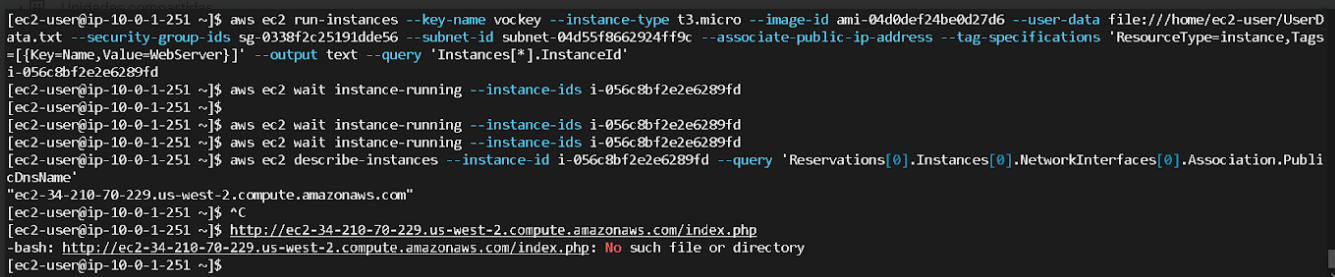 Unidades compartidas
[ec2-user@ip-10-0-1-251 ~]$ aws ec2 run-instances --key-name vockey --instance-type t3.micro --image-id ami-04d0def24be0d27d6 --user-data file:///home/ec2-user/UserD
ata.txt --security-group-ids sg-0338f2c25191dde56 --subnet-id subnet-04d55f8662924ff9c --associate-public-ip-address --tag-specifications 'ResourceType=instance,Tags
=[{Key=Name,Value=WebServer}]' --output text --query 'Instances[*].InstanceId'
i-056c8bf2e2e6289fd
[ec2-user@ip-10-0-1-251 ~]$ aws ec2 wait instance-running --instance-ids i-056c8bf2e2e6289fd
[ec2-user@ip-10-0-1-251 ~]$
[ec2-user@ip-10-0-1-251 ~]$ aws ec2 wait instance-running --instance-ids i-056c8bf2e2e6289fd
[ec2-user@ip-10-0-1-251 ~]$ aws ec2 wait instance-running --instance-ids i-056c8bf2e2e6289fd
[ec2-user@ip-10-0-1-251 ~]$ aws ec2 describe-instances --instance-id i-056c8bf2e2e6289fd --query 'Reservations[0].Instances[0].NetworkInterfaces[0].Association.Publi
cDnsName'
"ec2-34-210-70-229.us-west-2.compute.amazonaws.com"
[ec2-user@ip-10-0-1-251 ~]$ ^C
[ec2-user@ip-10-0-1-251 ~]$ http://ec2-34-210-70-229.us-west-2.compute.amazonaws.com/index.php
-bash: http://ec2-34-210-70-229.us-west-2.compute.amazonaws.com/index.php: No such file or directory
[ec2-user@ip-10-0-1-251 ~]$